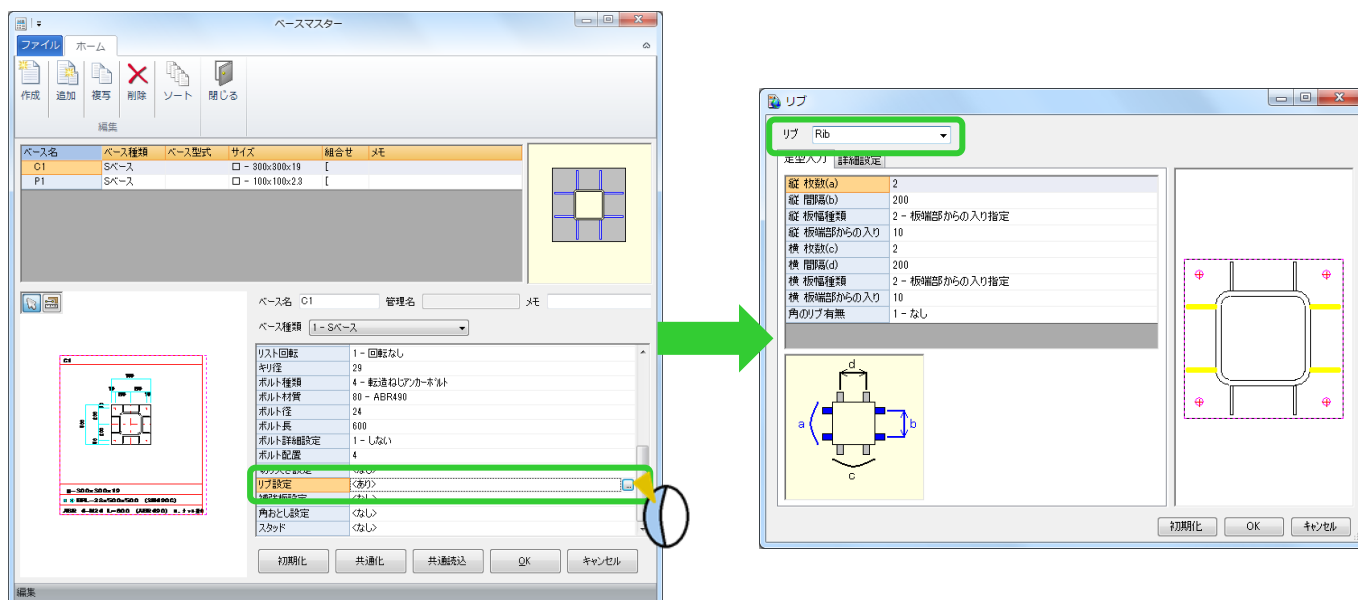 ベースマスター
ファイル ホーム
作成 追加 複写 削除 ソート 閉じる
編集
ベース名 ベース種類 ベース型式 サイズ 組合せ メモ
C1 Sベース □ - 300x300x19 [
P1 Sベース □ - 100x100x2.3 [
ベース名 C1 管理名 メモ
ベース種類 1 - Sベース
リスト回転 1 - 回転なし
キリ径 29
ボルト種類 4 - 転造ねじアンカーボルト
ボルト材質 80 - ABR490
ボルト径 24
ボルト長 600
ボルト詳細設定 1 - しない
ボルト配置 4
リブ設定 <あり>
角おとし設定 <なし>
スタッド <なし>
初期化 共通化 共通読込 OK キャンセル
編集
C1
□-300x300x19
リブ
リブ Rib
定型入力 詳細設定
縦 枚数(a) 2
縦 間隔(b) 200
縦 板幅種類 2 - 板端部からの入り指定
縦 板端部からの入り 10
横 枚数(c) 2
横 間隔(d) 200
横 板幅種類 2 - 板端部からの入り指定
横 板端部からの入り 10
角のリブ有無 1 - なし
d
a
b
c
初期化 OK キャンセル